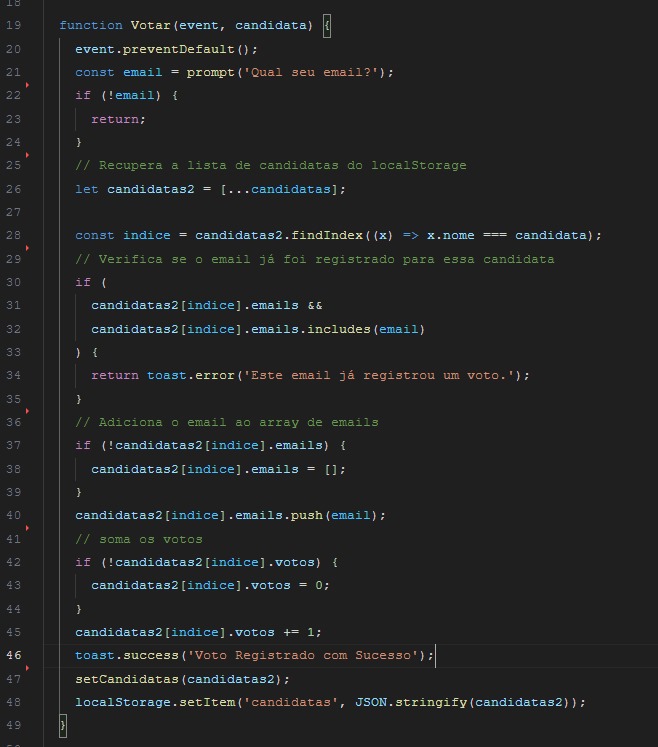 18
19 function Votar(event, candidata) {
20 event.preventDefault();
21 const email = prompt('Qual seu email?');
22 if (!email) {
23 return;
24 }
25 // Recupera a lista de candidatas do localStorage
26 let candidatas2 = [...candidatas];
27
28 const indice = candidatas2.findIndex((x) => x.nome === candidata);
29 // Verifica se o email já foi registrado para essa candidata
30 if (
31 candidatas2[indice].emails &&
32 candidatas2[indice].emails.includes(email)
33 ) {
34 return toast.error('Este email já registrou um voto.');
35 }
36 // Adiciona o email ao array de emails
37 if (!candidatas2[indice].emails) {
38 candidatas2[indice].emails = [];
39 }
40 candidatas2[indice].emails.push(email);
41 // soma os votos
42 if (!candidatas2[indice].votos) {
43 candidatas2[indice].votos = 0;
44 }
45 candidatas2[indice].votos += 1;
46 toast.success('Voto Registrado com Sucesso');
47 setCandidatas(candidatas2);
48 localStorage.setItem('candidatas', JSON.stringify(candidatas2));
49 }